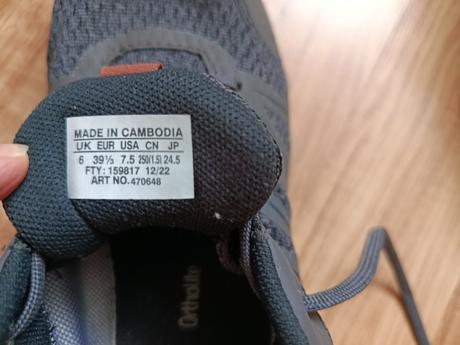 MADE IN CAMBODIA
UK EUR USA CN JP
6 39⅓ 7.5 250(1.5) 24.5
FTY: 159817 12/22
ART NO. 470648
Ortholite